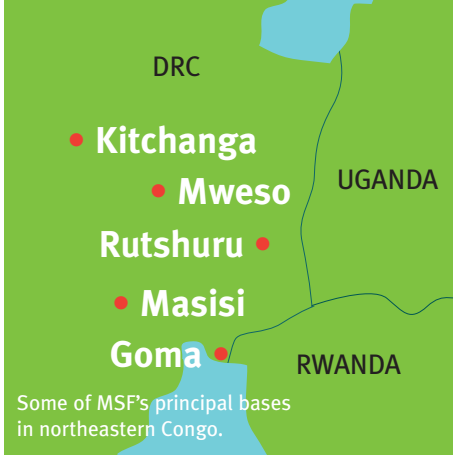 DRC
Kitchanga
Mweso
UGANDA
Rutshuru
Masisi
Goma
RWANDA
Some of MSF's principal bases
in northeastern Congo.